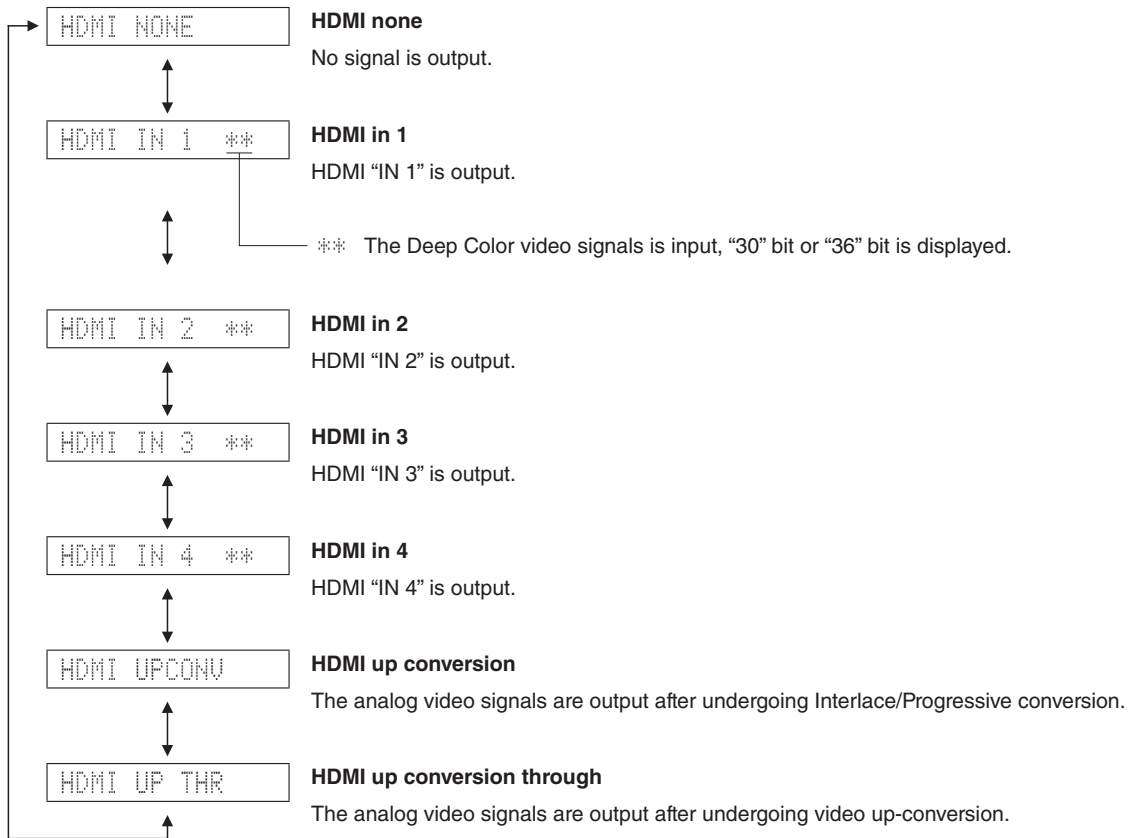 HDMI NONE
HDMI none
No signal is output.
HDMI IN 1 **
HDMI in 1
HDMI “IN 1” is output.
** The Deep Color video signals is input, “30” bit or “36” bit is displayed.
HDMI IN 2 **
HDMI in 2
HDMI “IN 2” is output.
HDMI IN 3 **
HDMI in 3
HDMI “IN 3” is output.
HDMI IN 4 **
HDMI in 4
HDMI “IN 4” is output.
HDMI UPCONV
HDMI up conversion
The analog video signals are output after undergoing Interlace/Progressive conversion.
HDMI UP THR
HDMI up conversion through
The analog video signals are output after undergoing video up-conversion.